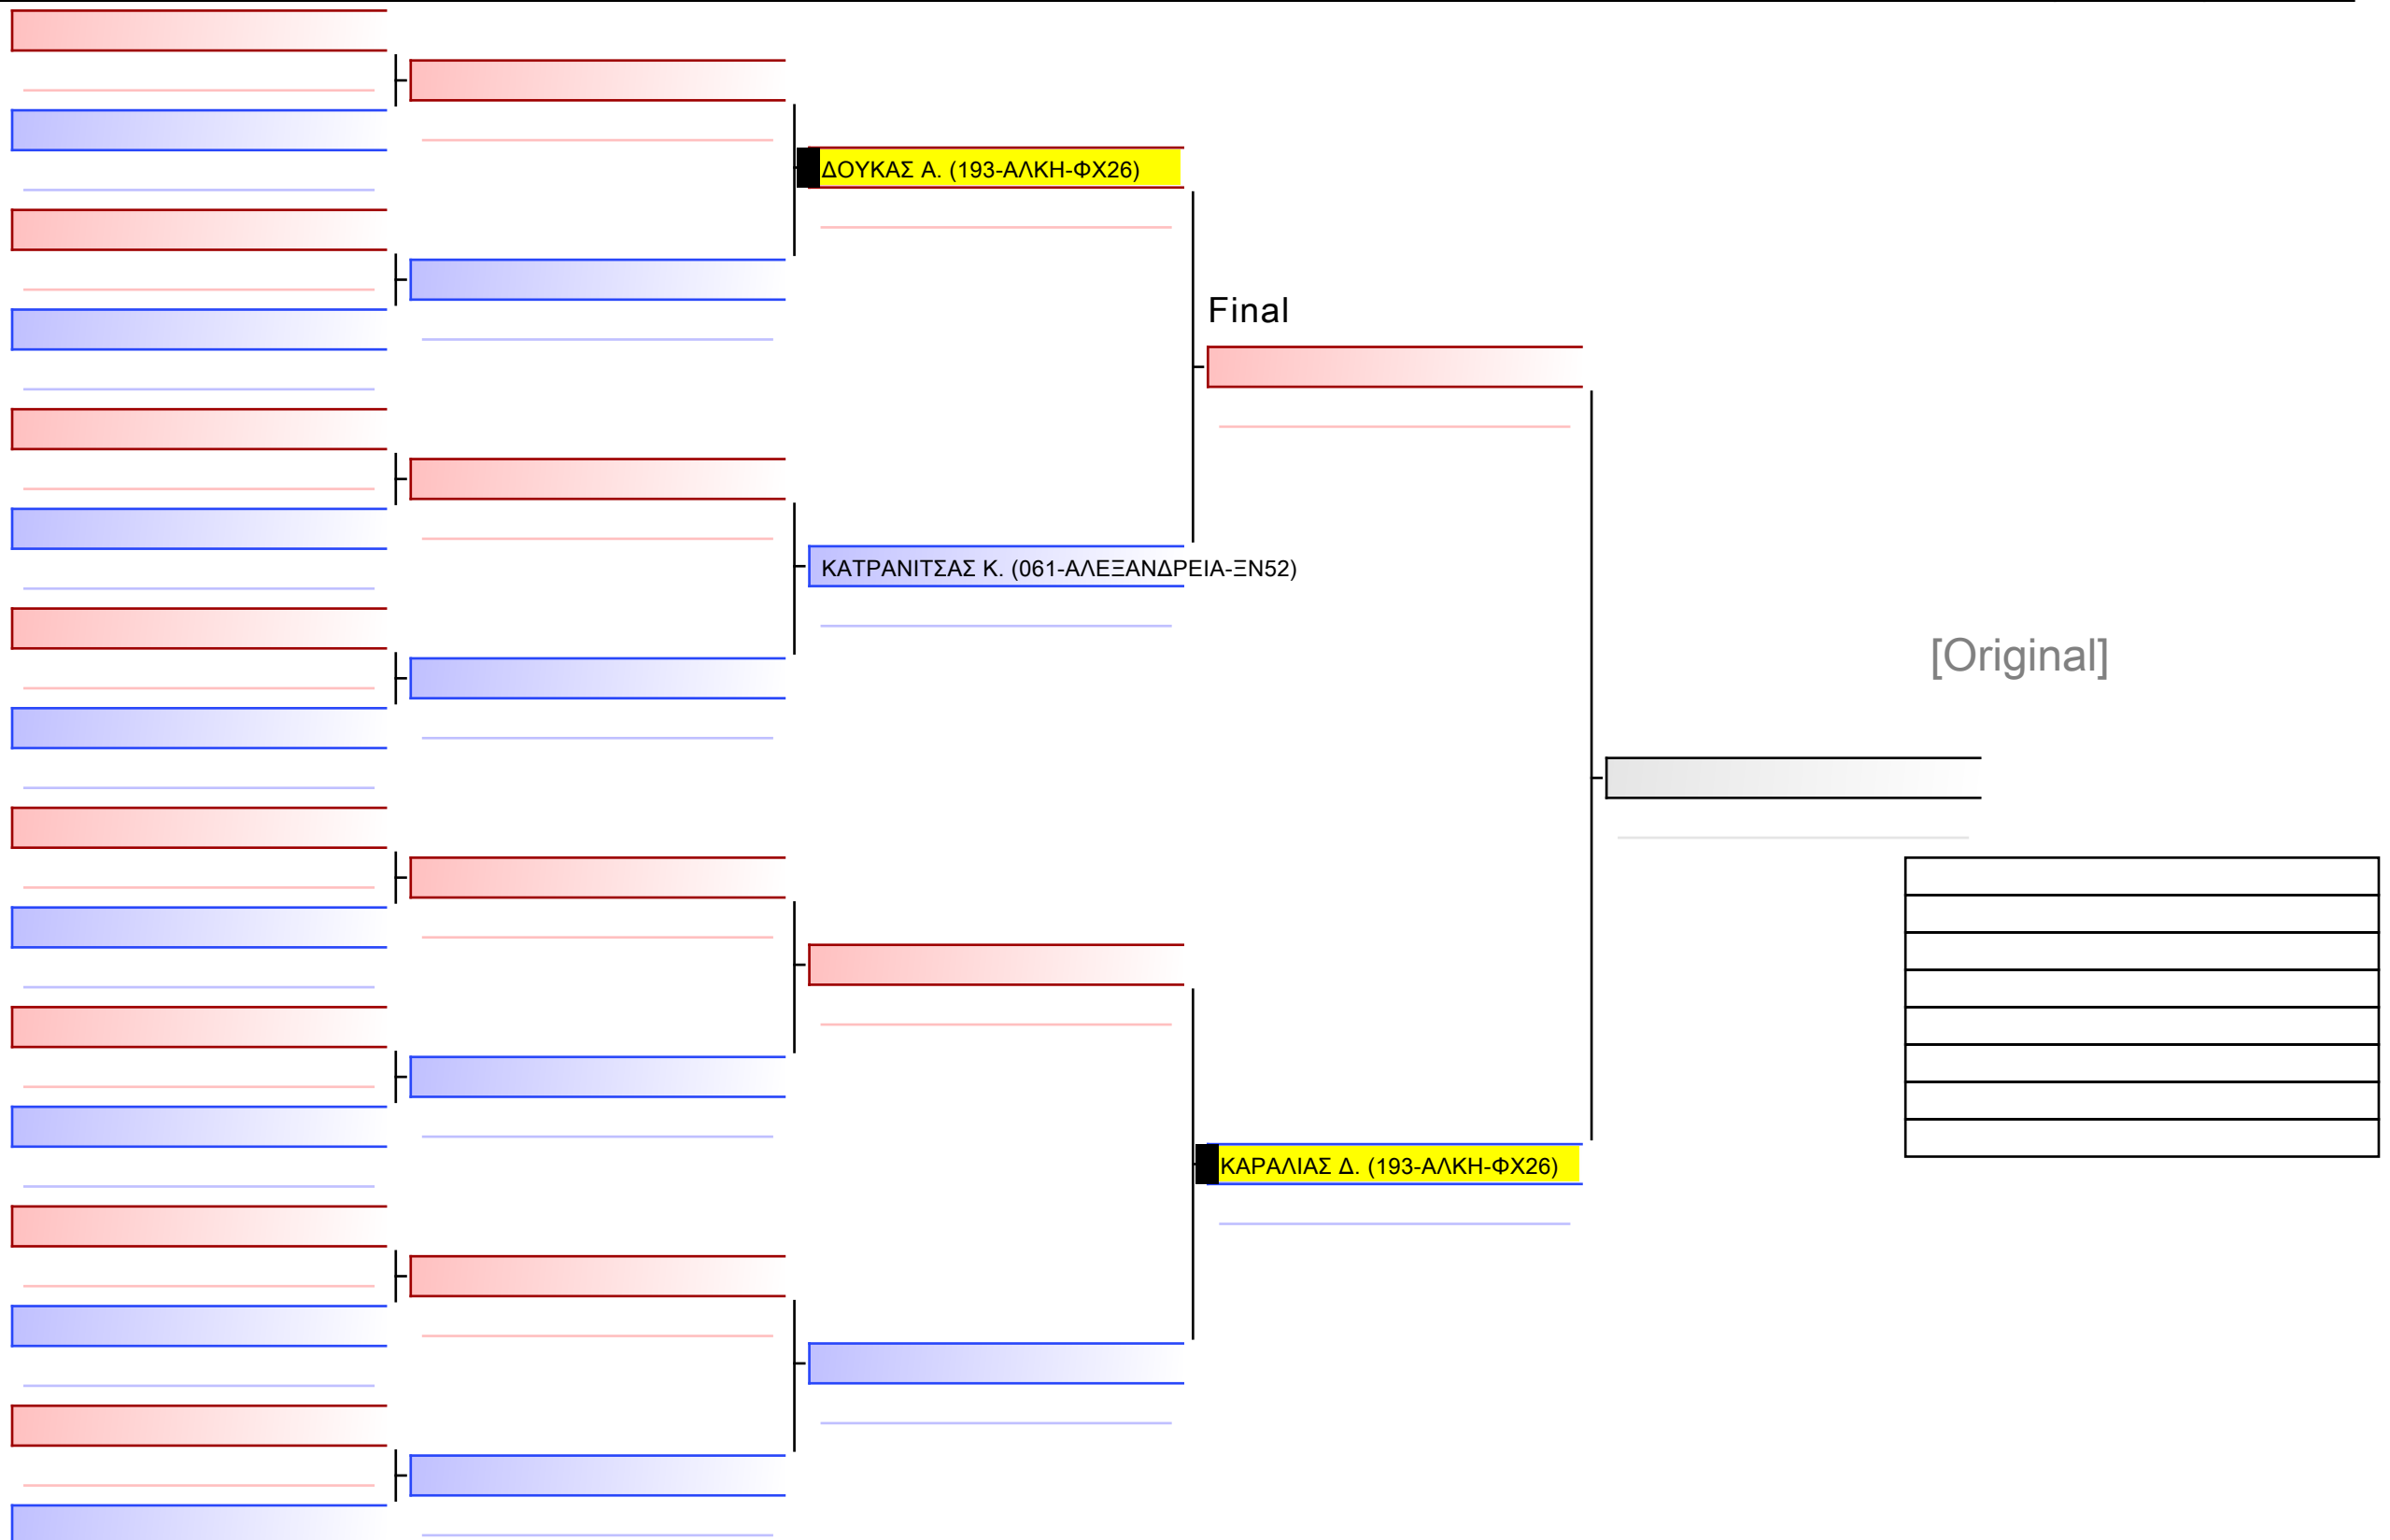 ΔΟΥΚΑΣ Α. (193-ΑΛΚΗ-ΦΧ26)
Final
ΚΑΤΡΑΝΙΤΣΑΣ Κ. (061-ΑΛΕΞΑΝΔΡΕΙΑ-ΞΝ52)
[Original]
ΚΑΡΑΛΙΑΣ Δ. (193-ΑΛΚΗ-ΦΧ26)